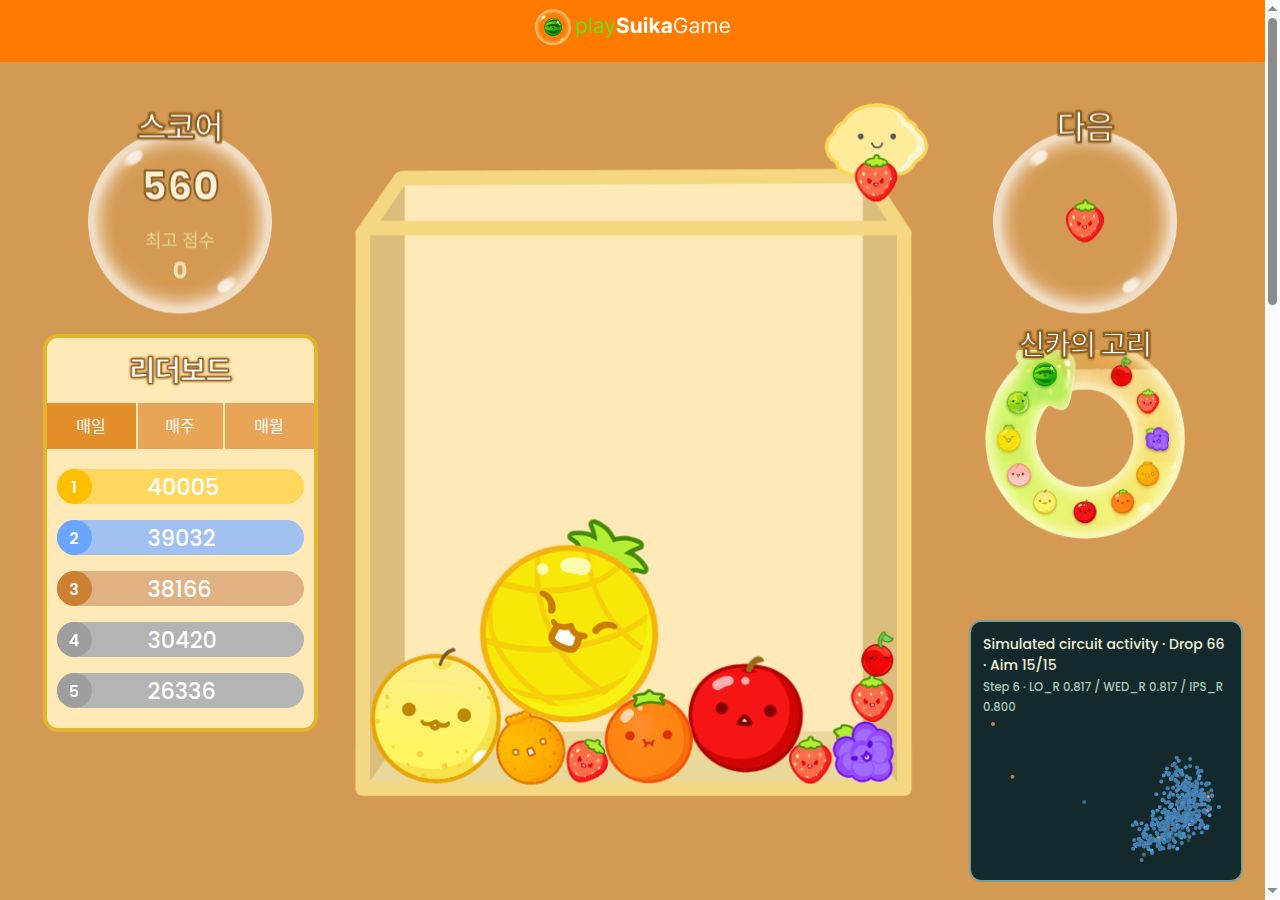 playSuikaGame
스코어
560
최고 점수
0
리더보드
매일 매주 매월
1 40005
2 39032
3 38166
4 30420
5 26336
다음
신카의 고리
Simulated circuit activity · Drop 66
· Aim 15/15
Step 6 · LO_R 0.817 / WED_R 0.817 / IPS_R
0.800